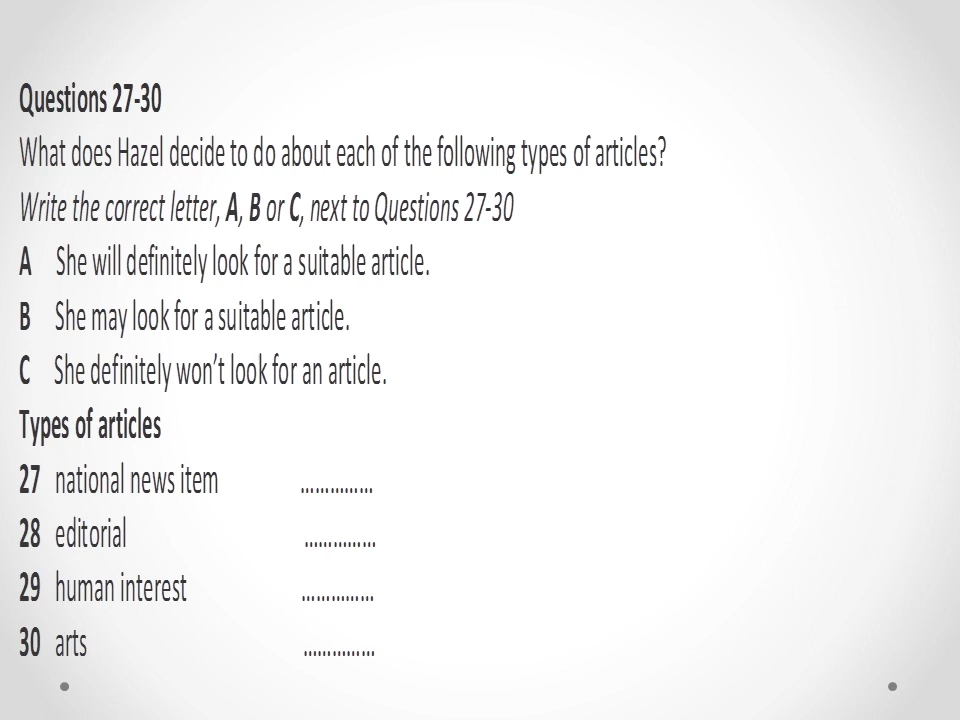 Questions 27-30
What does Hazel decide to do about each of the following types of articles?
Write the correct letter, A, B or C, next to Questions 27-30
A She will definitely look for a suitable article.
B She may look for a suitable article.
C She definitely won’t look for an article.
Types of articles
27 national news item ……………
28 editorial ……………
29 human interest ……………
30 arts ……………